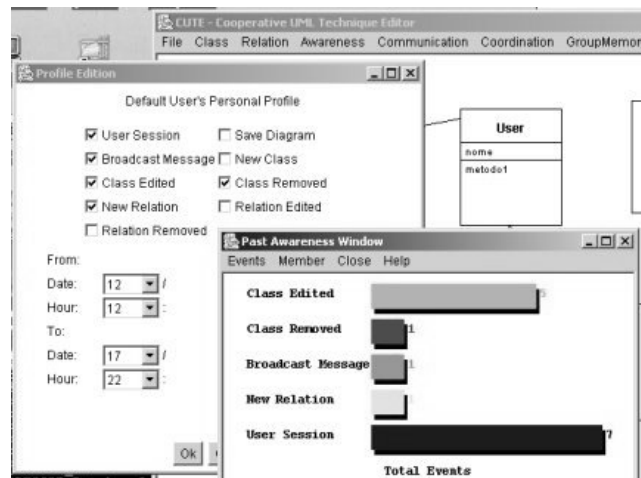 CUTE - Cooperative UML Technique Editor
File Class Relation Awareness Communication Coordination GroupMemor
Profile Edition
Default User's Personal Profile
User Session Save Diagram
Broadcast Message New Class
Class Edited Class Removed
New Relation Relation Edited
Relation Removed
From:
Date: 12 /
Hour: 12 :
To:
Date: 17 /
Hour: 22 :
Ok
User
nome
metodo1
Past Awareness Window
Events Member Close Help
Class Edited 5
Class Removed 1
Broadcast Message 1
New Relation
User Session 7
Total Events